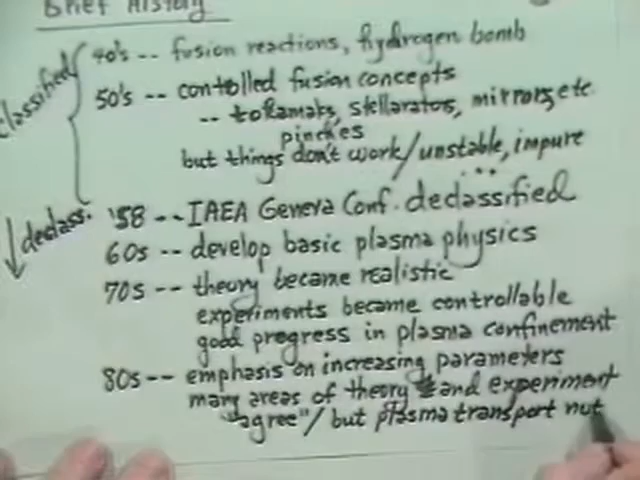 Brief History
classified
40's -- fusion reactions, hydrogen bomb
50's -- controlled fusion concepts
-- tokamaks, stellarators, mirrors, etc
pinches
but things don't work/unstable, impure
...
declass.
'58 -- IAEA Geneva Conf. declassified
60s -- develop basic plasma physics
70s -- theory became realistic
experiments became controllable
good progress in plasma confinement
80s -- emphasis on increasing parameters
many areas of theory and experiment
"agree"/ but plasma transport not